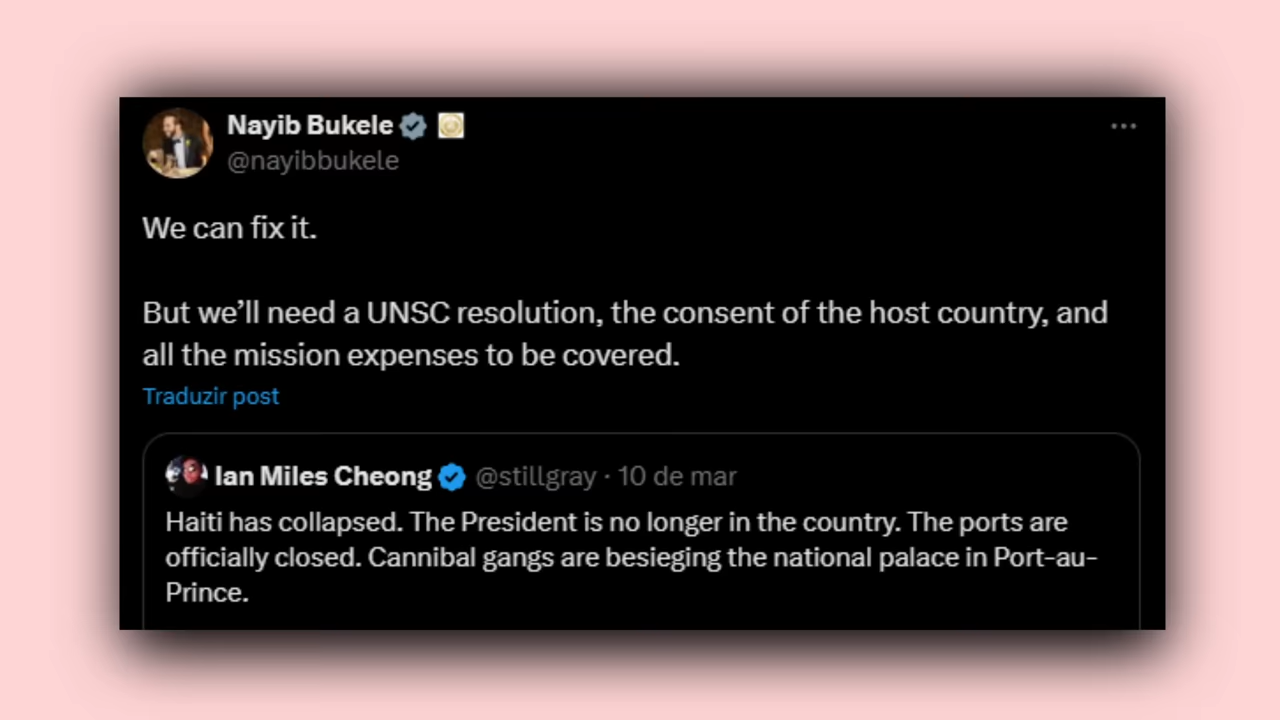 Nayib Bukele
@nayibbukele
We can fix it.
But we’ll need a UNSC resolution, the consent of the host country, and
all the mission expenses to be covered.
Traduzir post
Ian Miles Cheong @stillgray · 10 de mar
Haiti has collapsed. The President is no longer in the country. The ports are
officially closed. Cannibal gangs are besieging the national palace in Port-au-
Prince.